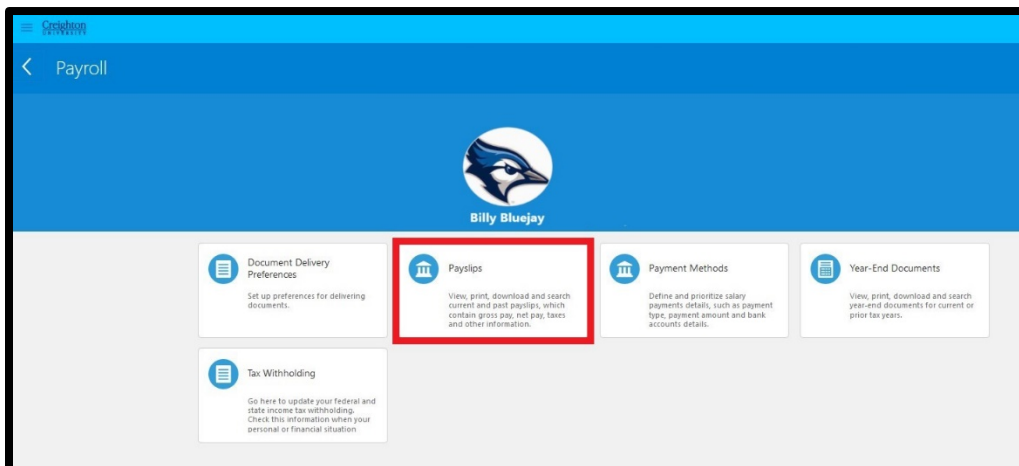 Creighton
UNIVERSITY
Payroll
Billy Bluejay
Document Delivery
Preferences
Set up preferences for delivering
documents.
Payslips
View, print, download and search
current and past payslips, which
contain gross pay, net pay, taxes
and other information.
Payment Methods
Define and prioritize salary
payments details, such as payment
type, payment amount and bank
accounts details.
Year-End Documents
View, print, download and search
year-end documents for current or
prior tax years.
Tax Withholding
Go here to update your federal and
state income tax withholding.
Check this information when your
personal or financial situation